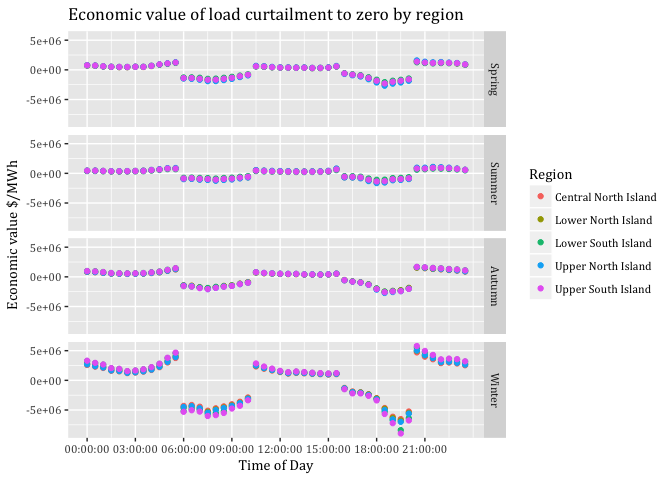 Economic value of load curtailment to zero by region
Economic value $/MWh
5e+06
0e+00
-5e+06
Spring
5e+06
0e+00
-5e+06
Summer
5e+06
0e+00
-5e+06
Autumn
5e+06
0e+00
-5e+06
Winter
00:00:00 03:00:00 06:00:00 09:00:00 12:00:00 15:00:00 18:00:00 21:00:00
Time of Day
Region
Central North Island
Lower North Island
Lower South Island
Upper North Island
Upper South Island